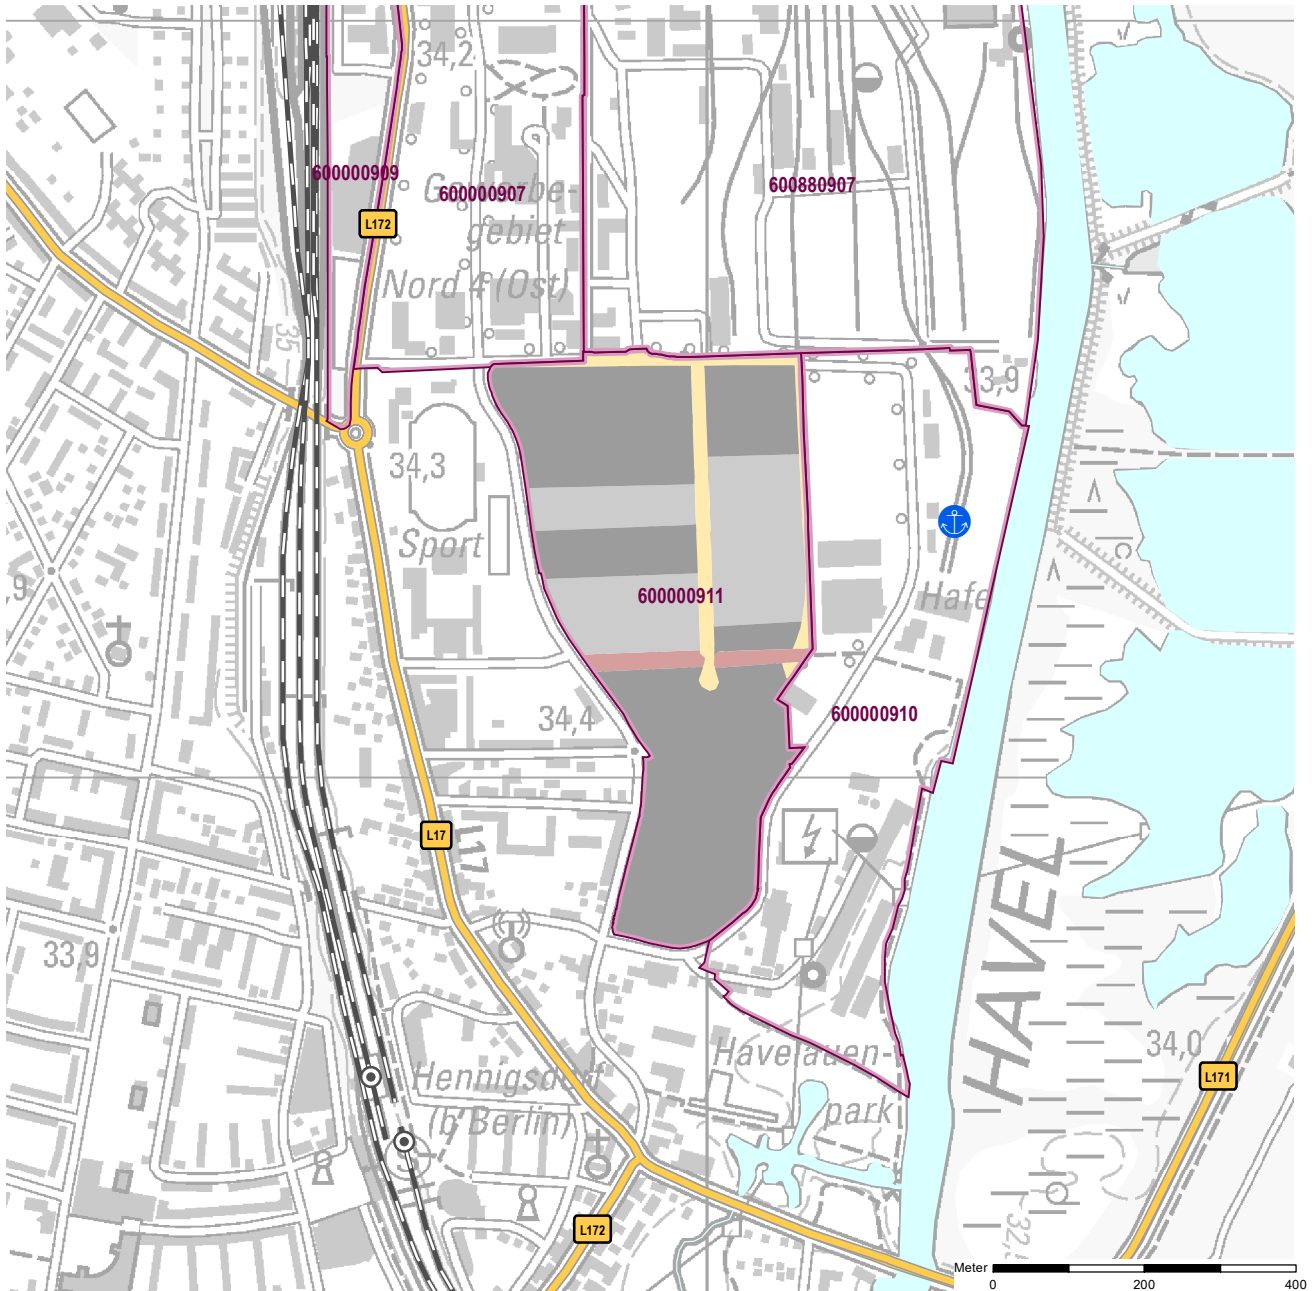 34,2
600000909
600000907
600880907
Gewerbe-
gebiet
Nord 4 (Ost)
L172
35
33,9
34,3
Sport
9
600000911
Hafe
34,4
600000910
L17
L17
33,9
HAVEL
34,0
Havelauen-
park
L171
Hennigsdorf
(b Berlin)
L172
32,
Meter
0
200
400